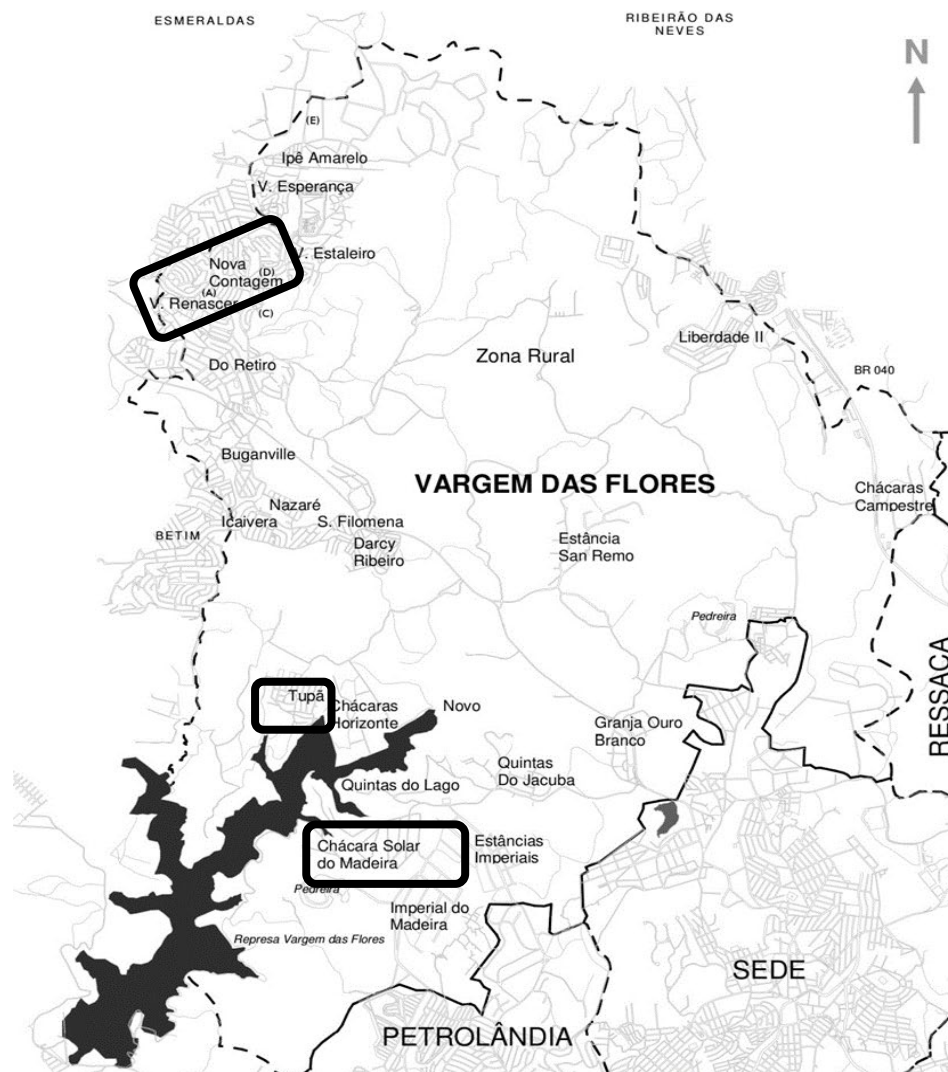 ESMERALDAS
RIBEIRÃO DAS
NEVES
N
(E)
Ipê Amarelo
V. Esperança
V. Estaleiro
Nova
Contagem
(D)
(A)
V. Renascer
(C)
Zona Rural
Liberdade II
Do Retiro
BR 040
Buganville
VARGEM DAS FLORES
Chácaras
Campestre
Nazaré
Icaivera
S. Filomena
BETIM
Darcy
Ribeiro
Estância
San Remo
Pedreira
RESSACA
Tupã
Chácaras
Horizonte
Novo
Granja Ouro
Branco
Quintas
Do Jacuba
Quintas do Lago
Chácara Solar
do Madeira
Estâncias
Imperiais
Pedreira
Imperial do
Madeira
Represa Vargem das Flores
SEDE
PETROLÂNDIA